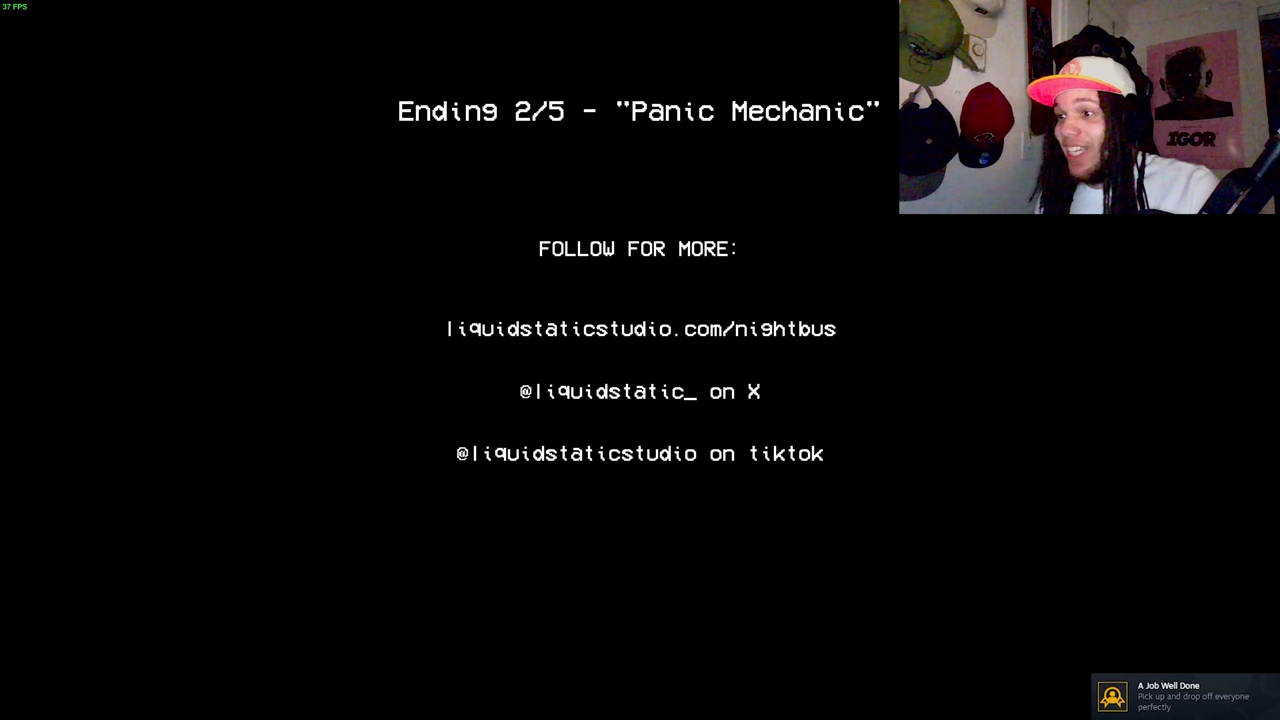 37 FPS
Ending 2/5 - "Panic Mechanic"
IGOR
FOLLOW FOR MORE:
liquidstaticstudio.com/nightbus
@liquidstatic_ on X
@liquidstaticstudio on tiktok
A Job Well Done
Pick up and drop off everyone
perfectly